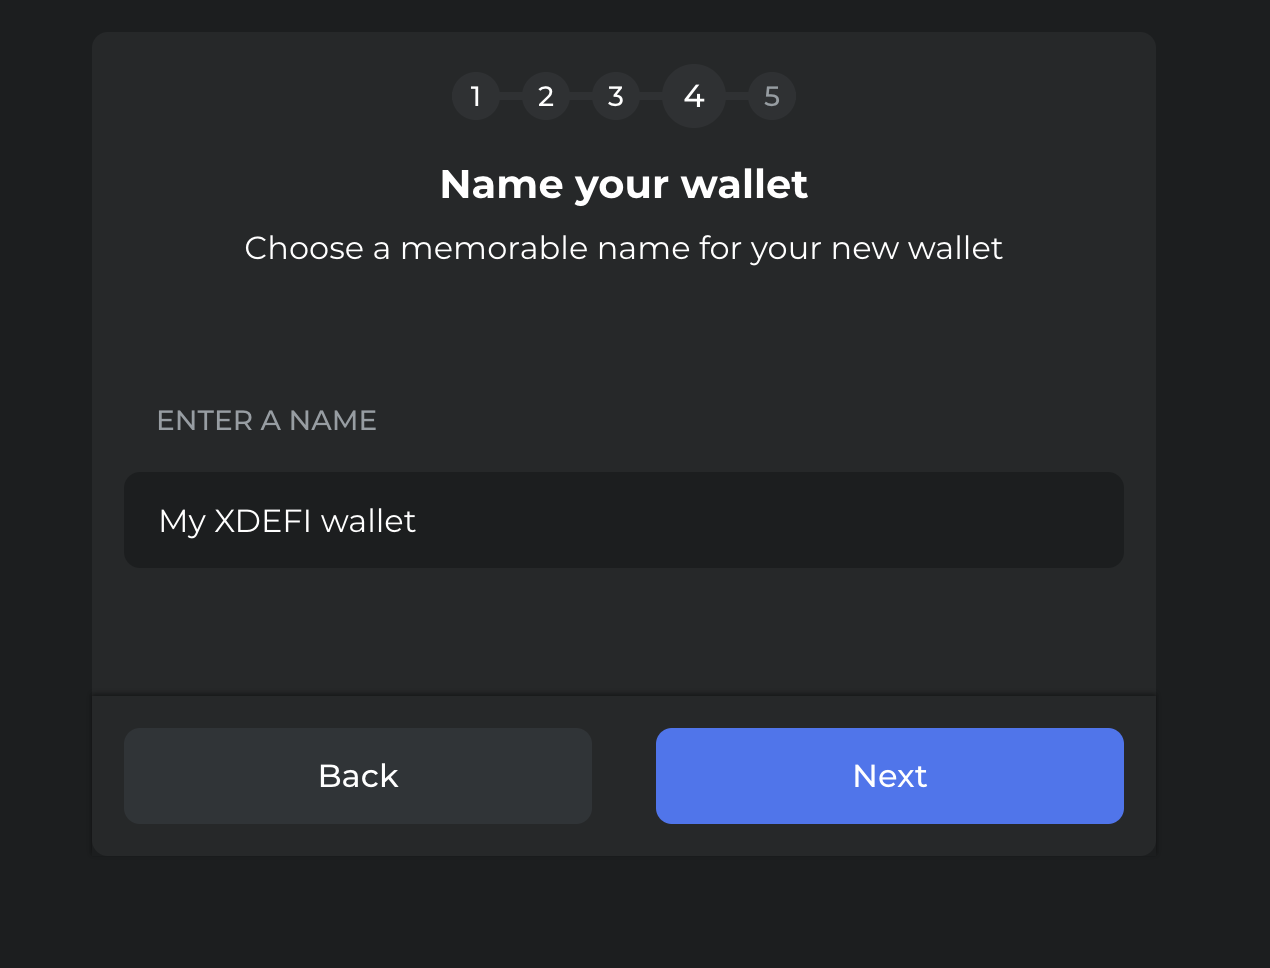 1 2 3 4 5
Name your wallet
Choose a memorable name for your new wallet
ENTER A NAME
My XDEFI wallet
Back Next